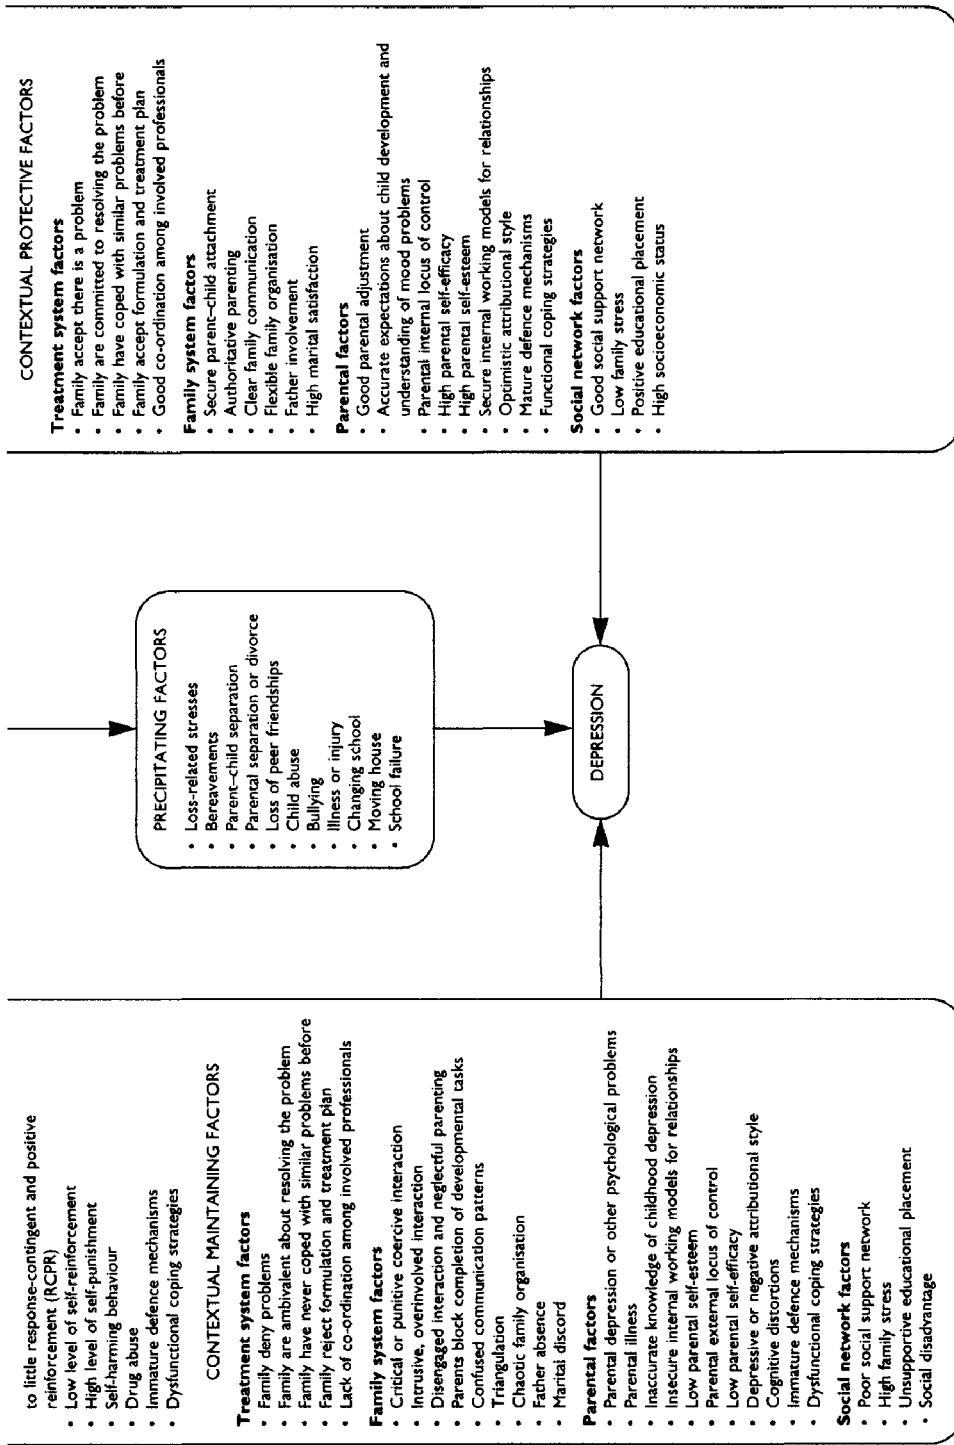 to little response-contingent and positive
reinforcement (RCPR)
• Low level of self-reinforcement
• High level of self-punishment
• Self-harming behaviour
• Drug abuse
• Immature defence mechanisms
• Dysfunctional coping strategies
CONTEXTUAL MAINTAINING FACTORS
Treatment system factors
• Family deny problems
• Family are ambivalent about resolving the problem
• Family have never coped with similar problems before
• Family reject formulation and treatment plan
• Lack of co-ordination among involved professionals
Family system factors
• Critical or punitive coercive interaction
• Intrusive, overinvolved interaction
• Disengaged interaction and neglectful parenting
• Parents block completion of developmental tasks
• Confused communication patterns
• Triangulation
• Chaotic family organisation
• Father absence
• Marital discord
Parental factors
• Parental depression or other psychological problems
• Parental illness
• Inaccurate knowledge of childhood depression
• Insecure internal working models for relationships
• Low parental self-esteem
• Parental external locus of control
• Low parental self-efficacy
• Depressive or negative attributional style
• Cognitive distortions
• Immature defence mechanisms
• Dysfunctional coping strategies
Social network factors
• Poor social support network
• High family stress
• Unsupportive educational placement
• Social disadvantage
PRECIPITATING FACTORS
• Loss-related stresses
• Bereavements
• Parent–child separation
• Parental separation or divorce
• Loss of peer friendships
• Child abuse
• Bullying
• Illness or injury
• Changing school
• Moving house
• School failure
DEPRESSION
CONTEXTUAL PROTECTIVE FACTORS
Treatment system factors
• Family accept there is a problem
• Family are committed to resolving the problem
• Family have coped with similar problems before
• Family accept formulation and treatment plan
• Good co-ordination among involved professionals
Family system factors
• Secure parent–child attachment
• Authoritative parenting
• Clear family communication
• Flexible family organisation
• Father involvement
• High marital satisfaction
Parental factors
• Good parental adjustment
• Accurate expectations about child development and
understanding of mood problems
• Parental internal locus of control
• High parental self-efficacy
• High parental self-esteem
• Secure internal working models for relationships
• Optimistic attributional style
• Mature defence mechanisms
• Functional coping strategies
Social network factors
• Good social support network
• Low family stress
• Positive educational placement
• High socioeconomic status